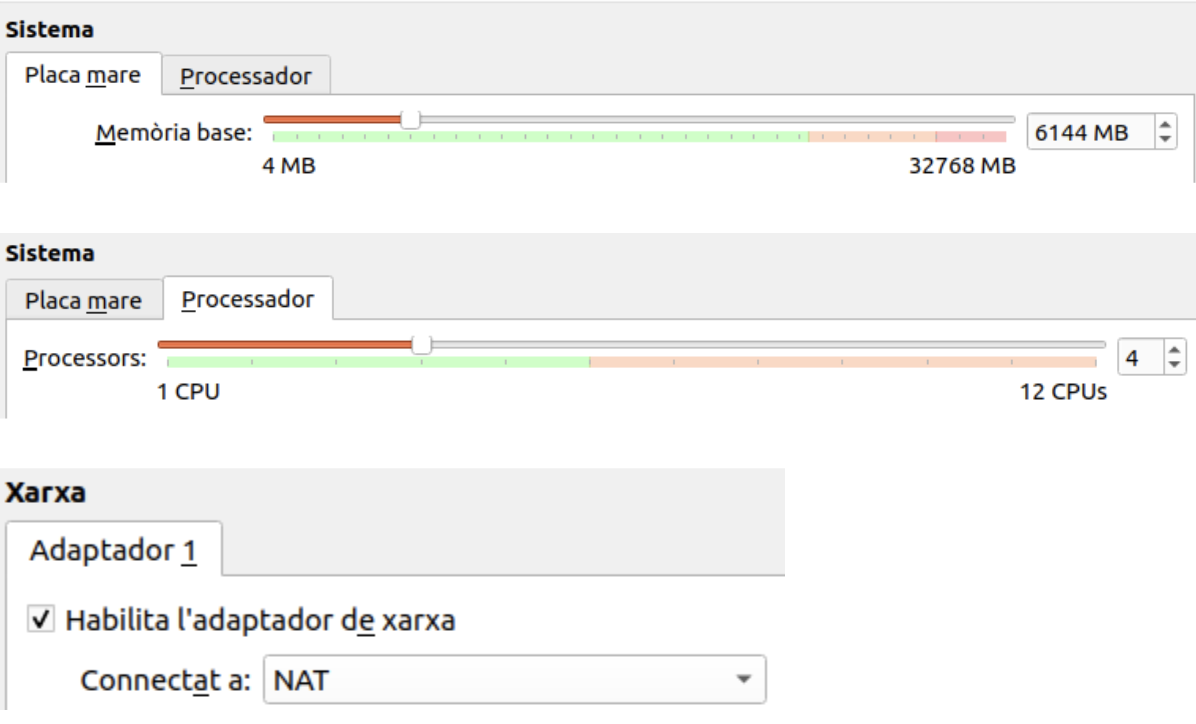 Sistema
Placa mare Processador
Memòria base: 6144 MB
4 MB 32768 MB
Sistema
Placa mare Processador
Processors: 4
1 CPU 12 CPUs
Xarxa
Adaptador 1
Habilita l'adaptador de xarxa
Connectat a: NAT